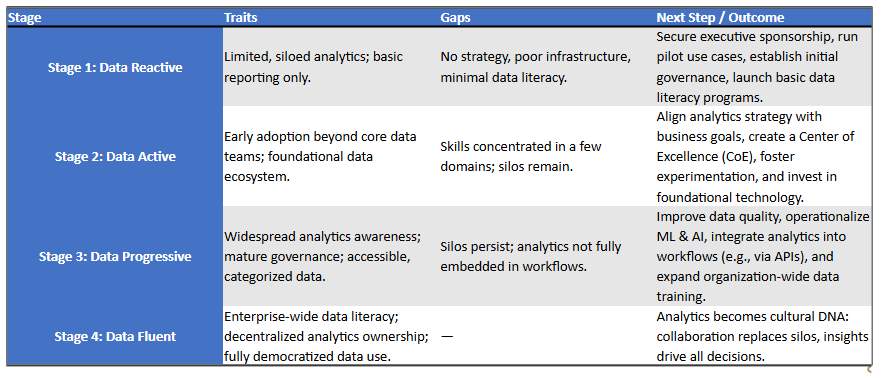 Stage Traits Gaps Next Step / Outcome
Stage 1: Data Reactive
Limited, siloed analytics; basic
reporting only.
No strategy, poor infrastructure,
minimal data literacy.
Secure executive sponsorship, run
pilot use cases, establish initial
governance, launch basic data
literacy programs.
Stage 2: Data Active
Early adoption beyond core data
teams; foundational data
ecosystem.
Skills concentrated in a few
domains; silos remain.
Align analytics strategy with
business goals, create a Center of
Excellence (CoE), foster
experimentation, and invest in
foundational technology.
Stage 3: Data Progressive
Widespread analytics awareness;
mature governance; accessible,
categorized data.
Silos persist; analytics not fully
embedded in workflows.
Improve data quality, operationalize
ML & AI, integrate analytics into
workflows (e.g., via APIs), and
expand organization-wide data
training.
Stage 4: Data Fluent
Enterprise-wide data literacy;
decentralized analytics ownership;
fully democratized data use.
—
Analytics becomes cultural DNA:
collaboration replaces silos, insights
drive all decisions.